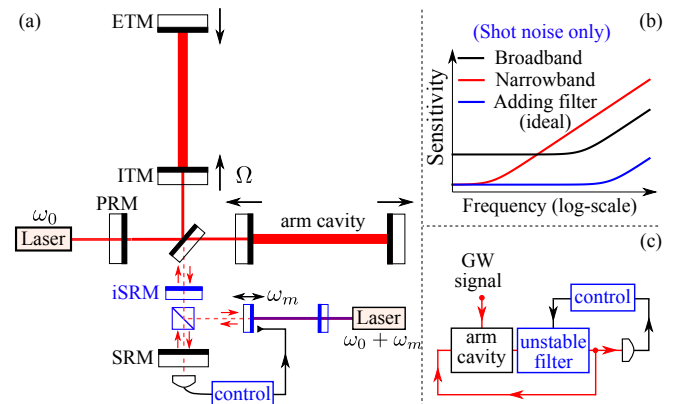 (a)
ETM
ITM
Ω
PRM
ω₀
Laser
arm cavity
iSRM
ωₘ
Laser
ω₀ + ωₘ
SRM
control
(b)
(Shot noise only)
Broadband
Narrowband
Adding filter
(ideal)
Sensitivity
Frequency (log-scale)
(c)
GW
signal
control
arm
cavity
unstable
filter